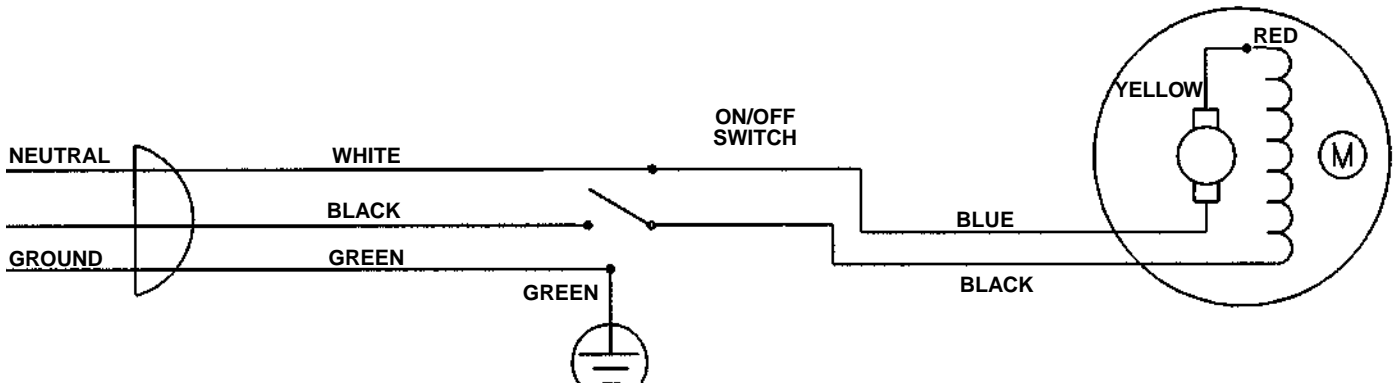 RED
YELLOW
ON/OFF
SWITCH
NEUTRAL
WHITE
M
BLACK
BLUE
GROUND
GREEN
BLACK
GREEN